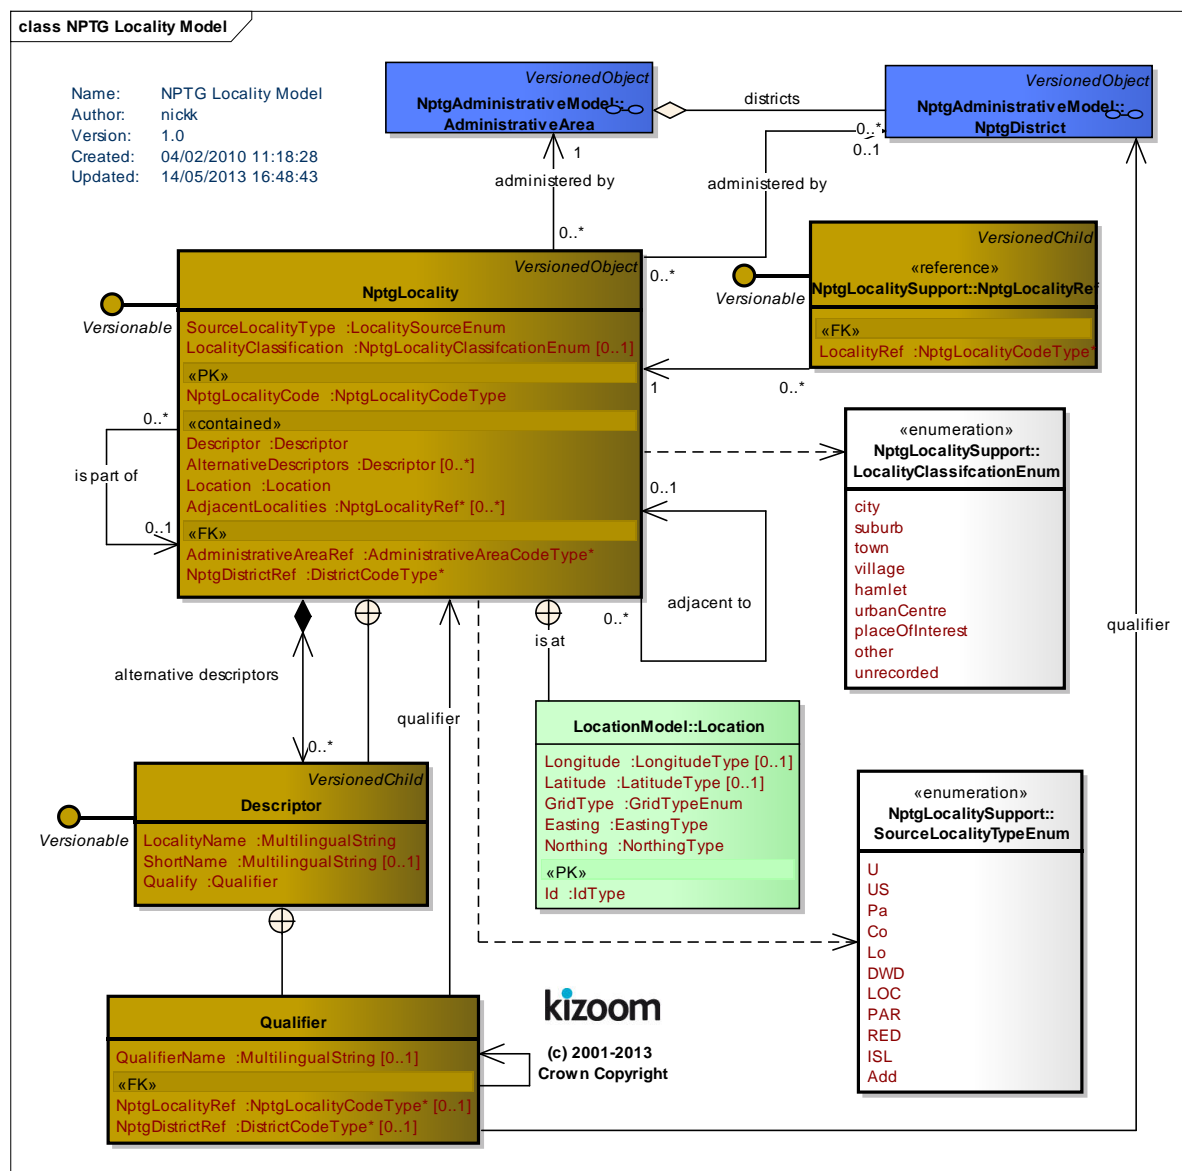 class NPTG Locality Model
Name: NPTG Locality Model
Author: nickk
Version: 1.0
Created: 04/02/2010 11:18:28
Updated: 14/05/2013 16:48:43
VersionedObject
NptgAdministrativeModel::
AdministrativeArea
districts
VersionedObject
NptgAdministrativeModel::
NptgDistrict
0..*
0..1
1
administered by
administered by
0..*
0..*
VersionedObject
NptgLocality
Versionable
SourceLocalityType :LocalitySourceEnum
LocalityClassification :NptgLocalityClassifcationEnum [0..1]
«PK»
NptgLocalityCode :NptgLocalityCodeType
«contained»
Descriptor :Descriptor
AlternativeDescriptors :Descriptor [0..*]
Location :Location
AdjacentLocalities :NptgLocalityRef* [0..*]
«FK»
AdministrativeAreaRef :AdministrativeAreaCodeType*
NptgDistrictRef :DistrictCodeType*
VersionedChild
«reference»
NptgLocalitySupport::NptgLocalityRef
Versionable
«FK»
LocalityRef :NptgLocalityCodeType*
1
0..*
0..*
is part of
0..1
0..1
adjacent to
0..*
«enumeration»
NptgLocalitySupport::
LocalityClassifcationEnum
city
suburb
town
village
hamlet
urbanCentre
placeOfInterest
other
unrecorded
qualifier
is at
alternative descriptors
qualifier
0..*
LocationModel::Location
Longitude :LongitudeType [0..1]
Latitude :LatitudeType [0..1]
GridType :GridTypeEnum
Easting :EastingType
Northing :NorthingType
«PK»
Id :IdType
VersionedChild
Descriptor
Versionable
LocalityName :MultilingualString
ShortName :MultilingualString [0..1]
Qualify :Qualifier
«enumeration»
NptgLocalitySupport::
SourceLocalityTypeEnum
U
US
Pa
Co
Lo
DWD
LOC
PAR
RED
ISL
Add
Qualifier
QualifierName :MultilingualString [0..1]
«FK»
NptgLocalityRef :NptgLocalityCodeType* [0..1]
NptgDistrictRef :DistrictCodeType* [0..1]
kizoom
(c) 2001-2013
Crown Copyright